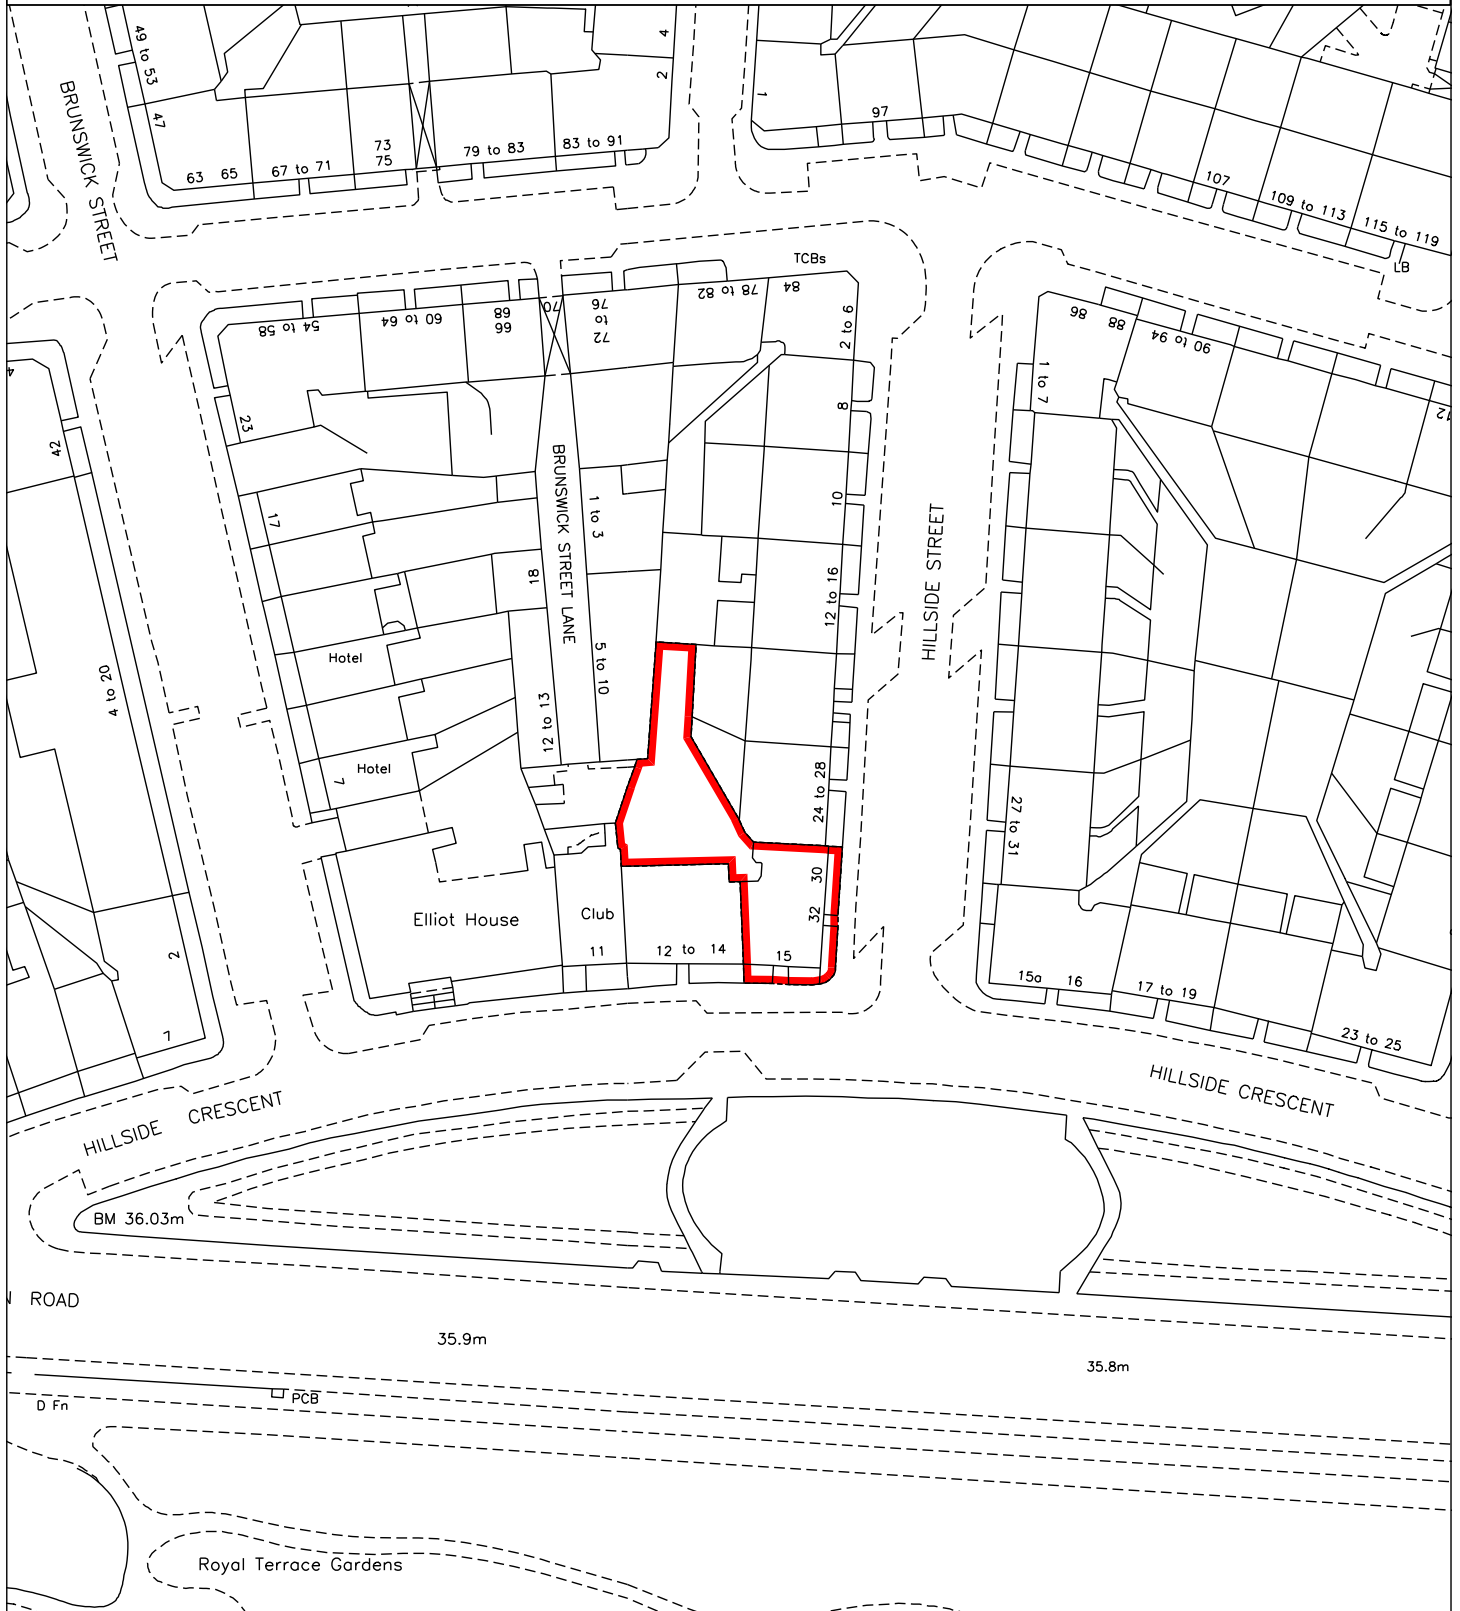 49 to 53
4
2
1
97
47
BRUNSWICK STREET
63 65
67 to 71
73
75
79 to 83
83 to 91
107
109 to 113
115 to 119
LB
TCBs
54 to 58
60 to 64
66
68
70
72
to
76
78 to 82
84
2 to 6
86
88
90 to 94
12
1 to 7
4
42
23
8
17
BRUNSWICK STREET LANE
1 to 3
10
HILLSIDE STREET
18
12 to 16
Hotel
5 to 10
4 to 20
12 to 13
Hotel
7
24 to 28
27 to 31
30
32
Elliot House
Club
11
12 to 14
15
2
7
15a
16
17 to 19
23 to 25
HILLSIDE CRESCENT
HILLSIDE CRESCENT
BM 36.03m
ROAD
35.9m
35.8m
PCB
D Fn
Royal Terrace Gardens